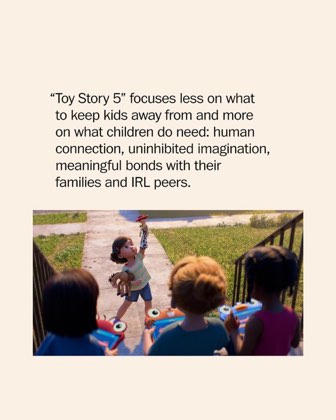 “Toy Story 5” focuses less on what
to keep kids away from and more
on what children do need: human
connection, uninhibited imagination,
meaningful bonds with their
families and IRL peers.